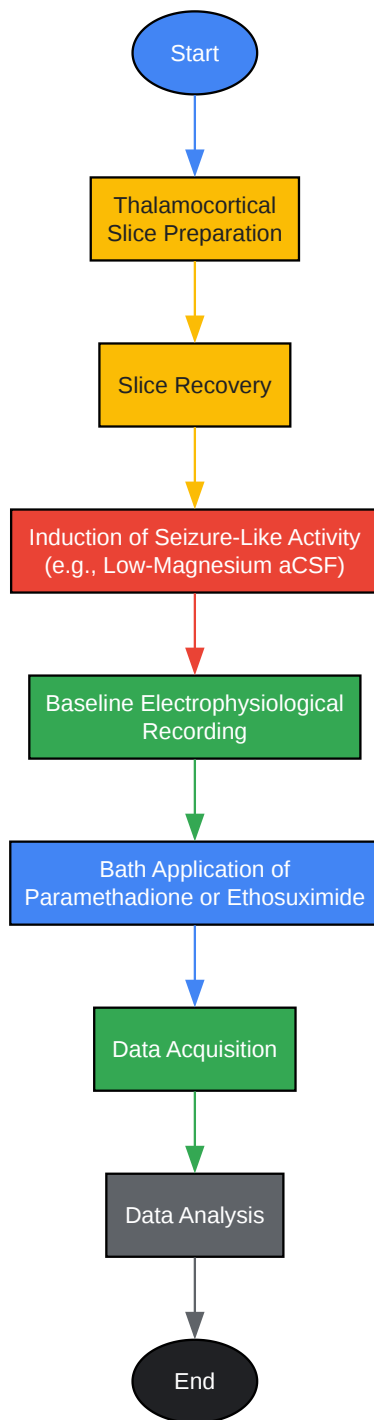 Start
Thalamocortical
Slice Preparation
Slice Recovery
Induction of Seizure-Like Activity
(e.g., Low-Magnesium aCSF)
Baseline Electrophysiological
Recording
Bath Application of
Paramethadione or Ethosuximide
Data Acquisition
Data Analysis
End